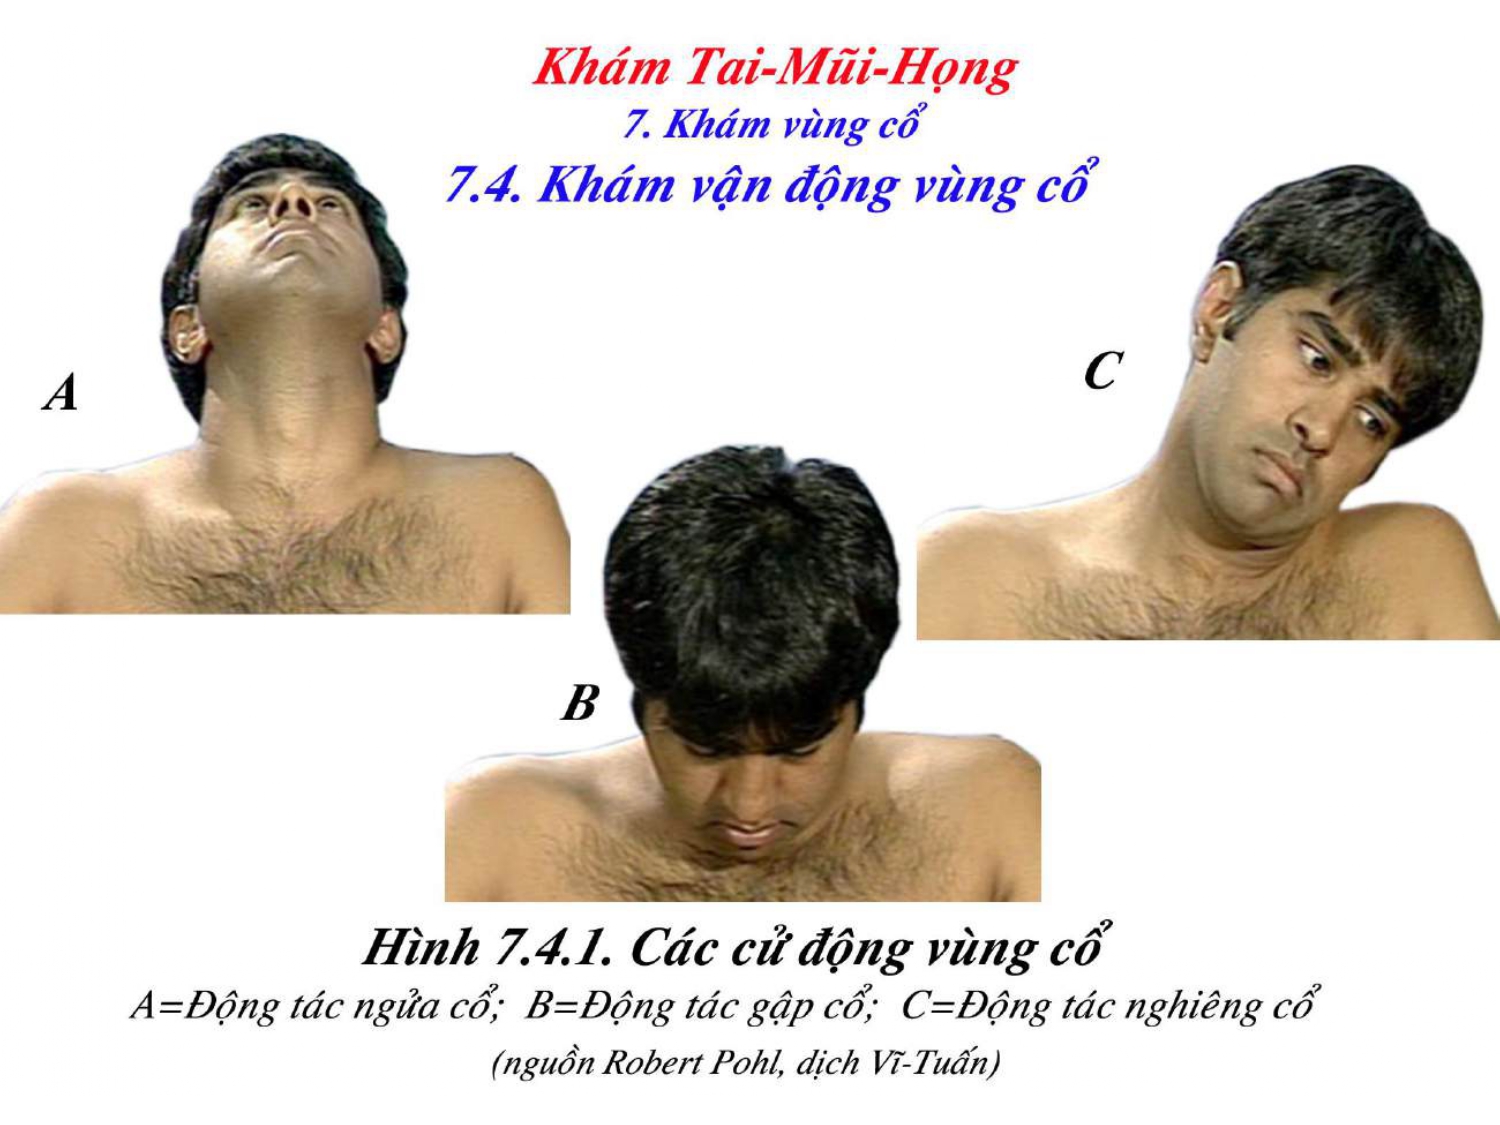 Khám Tai-Mũi-Họng
7. Khám vùng cổ
7.4. Khám vận động vùng cổ
A
C
B
Hình 7.4.1. Các cử động vùng cổ
A=Động tác ngửa cổ; B=Động tác gập cổ; C=Động tác nghiêng cổ
(nguồn Robert Pohl, dịch Vĩ-Tuấn)